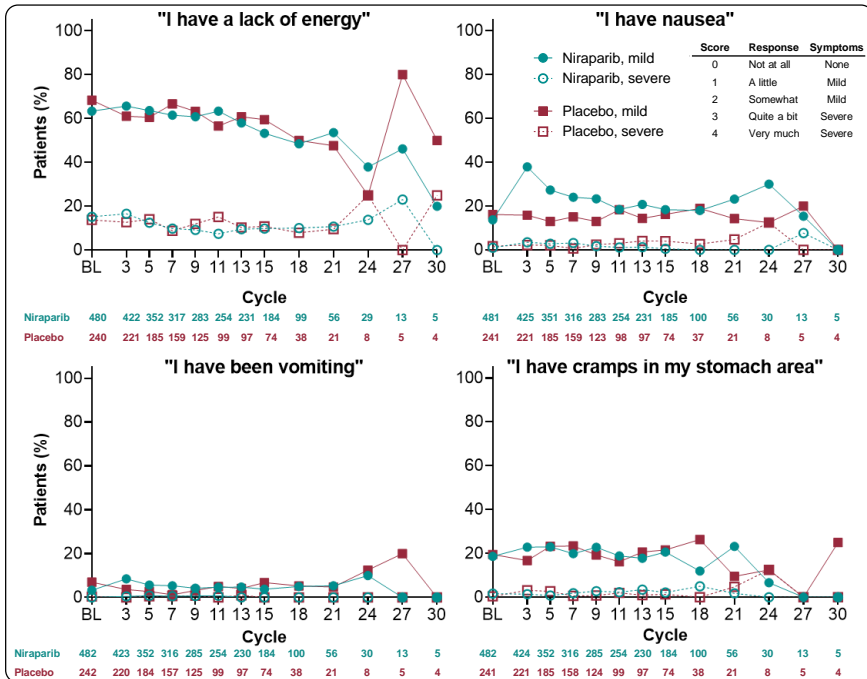 "I have a lack of energy"
100
80
60
40
20
0
Patients (%)
BL 3 5 7 9 11 13 15 18 21 24 27 30
Cycle
Niraparib 480 422 352 317 283 254 231 184 99 56 29 13 5
Placebo 240 221 185 159 125 99 97 74 38 21 8 5 4
"I have nausea"
100
80
60
40
20
0
Niraparib, mild
Niraparib, severe
Placebo, mild
Placebo, severe
Score Response Symptoms
0 Not at all None
1 A little Mild
2 Somewhat Mild
3 Quite a bit Severe
4 Very much Severe
BL 3 5 7 9 11 13 15 18 21 24 27 30
Cycle
481 425 351 316 283 254 231 185 100 56 30 13 5
241 221 185 159 123 98 97 74 37 21 8 5 4
"I have been vomiting"
100
80
60
40
20
0
Patients (%)
BL 3 5 7 9 11 13 15 18 21 24 27 30
Cycle
Niraparib 482 423 352 316 285 254 230 184 100 56 30 13 5
Placebo 242 220 184 157 125 99 97 74 38 21 8 5 4
"I have cramps in my stomach area"
100
80
60
40
20
0
BL 3 5 7 9 11 13 15 18 21 24 27 30
Cycle
482 424 352 316 285 254 230 184 100 56 30 13 5
241 221 185 158 124 99 97 74 38 21 8 5 4